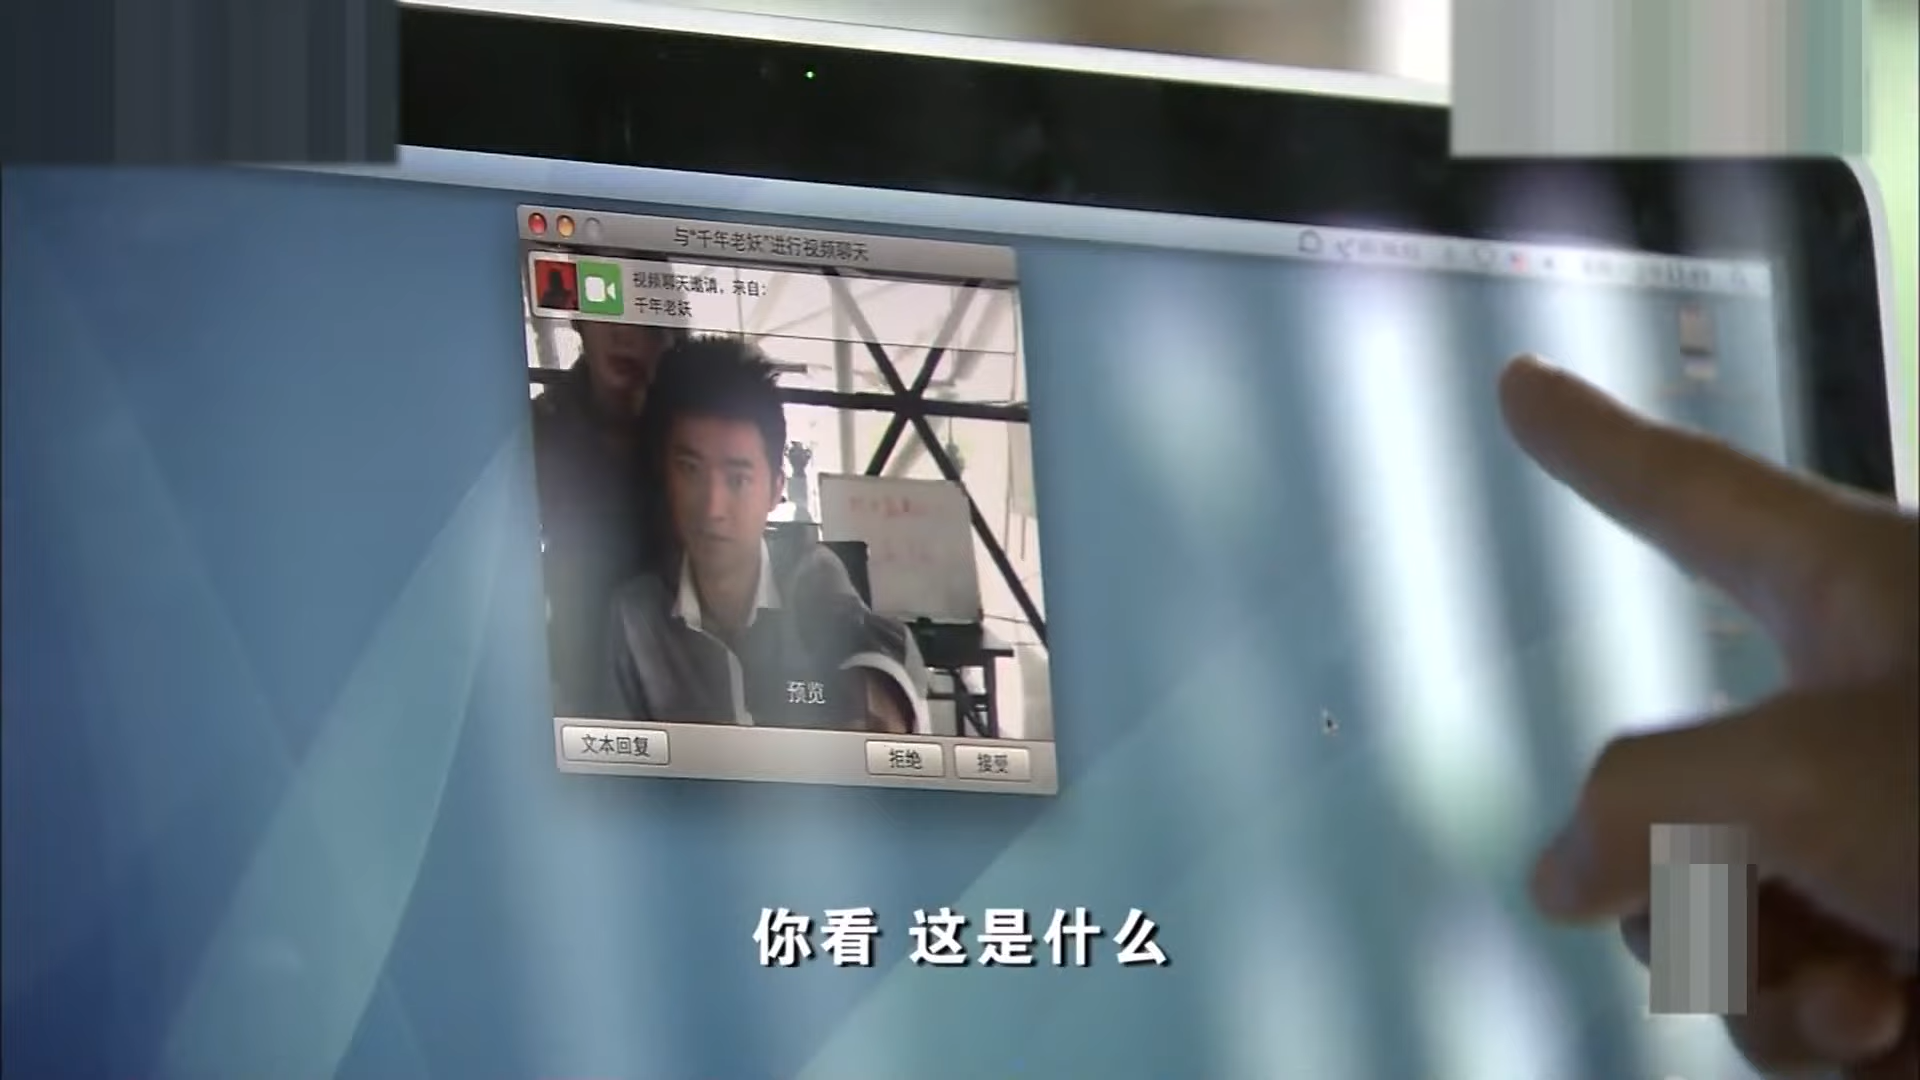 与“千年老妖”进行视频聊天
视频聊天邀请，来自：
千年老妖
预览
文本回复
拒绝
接受
你看 这是什么